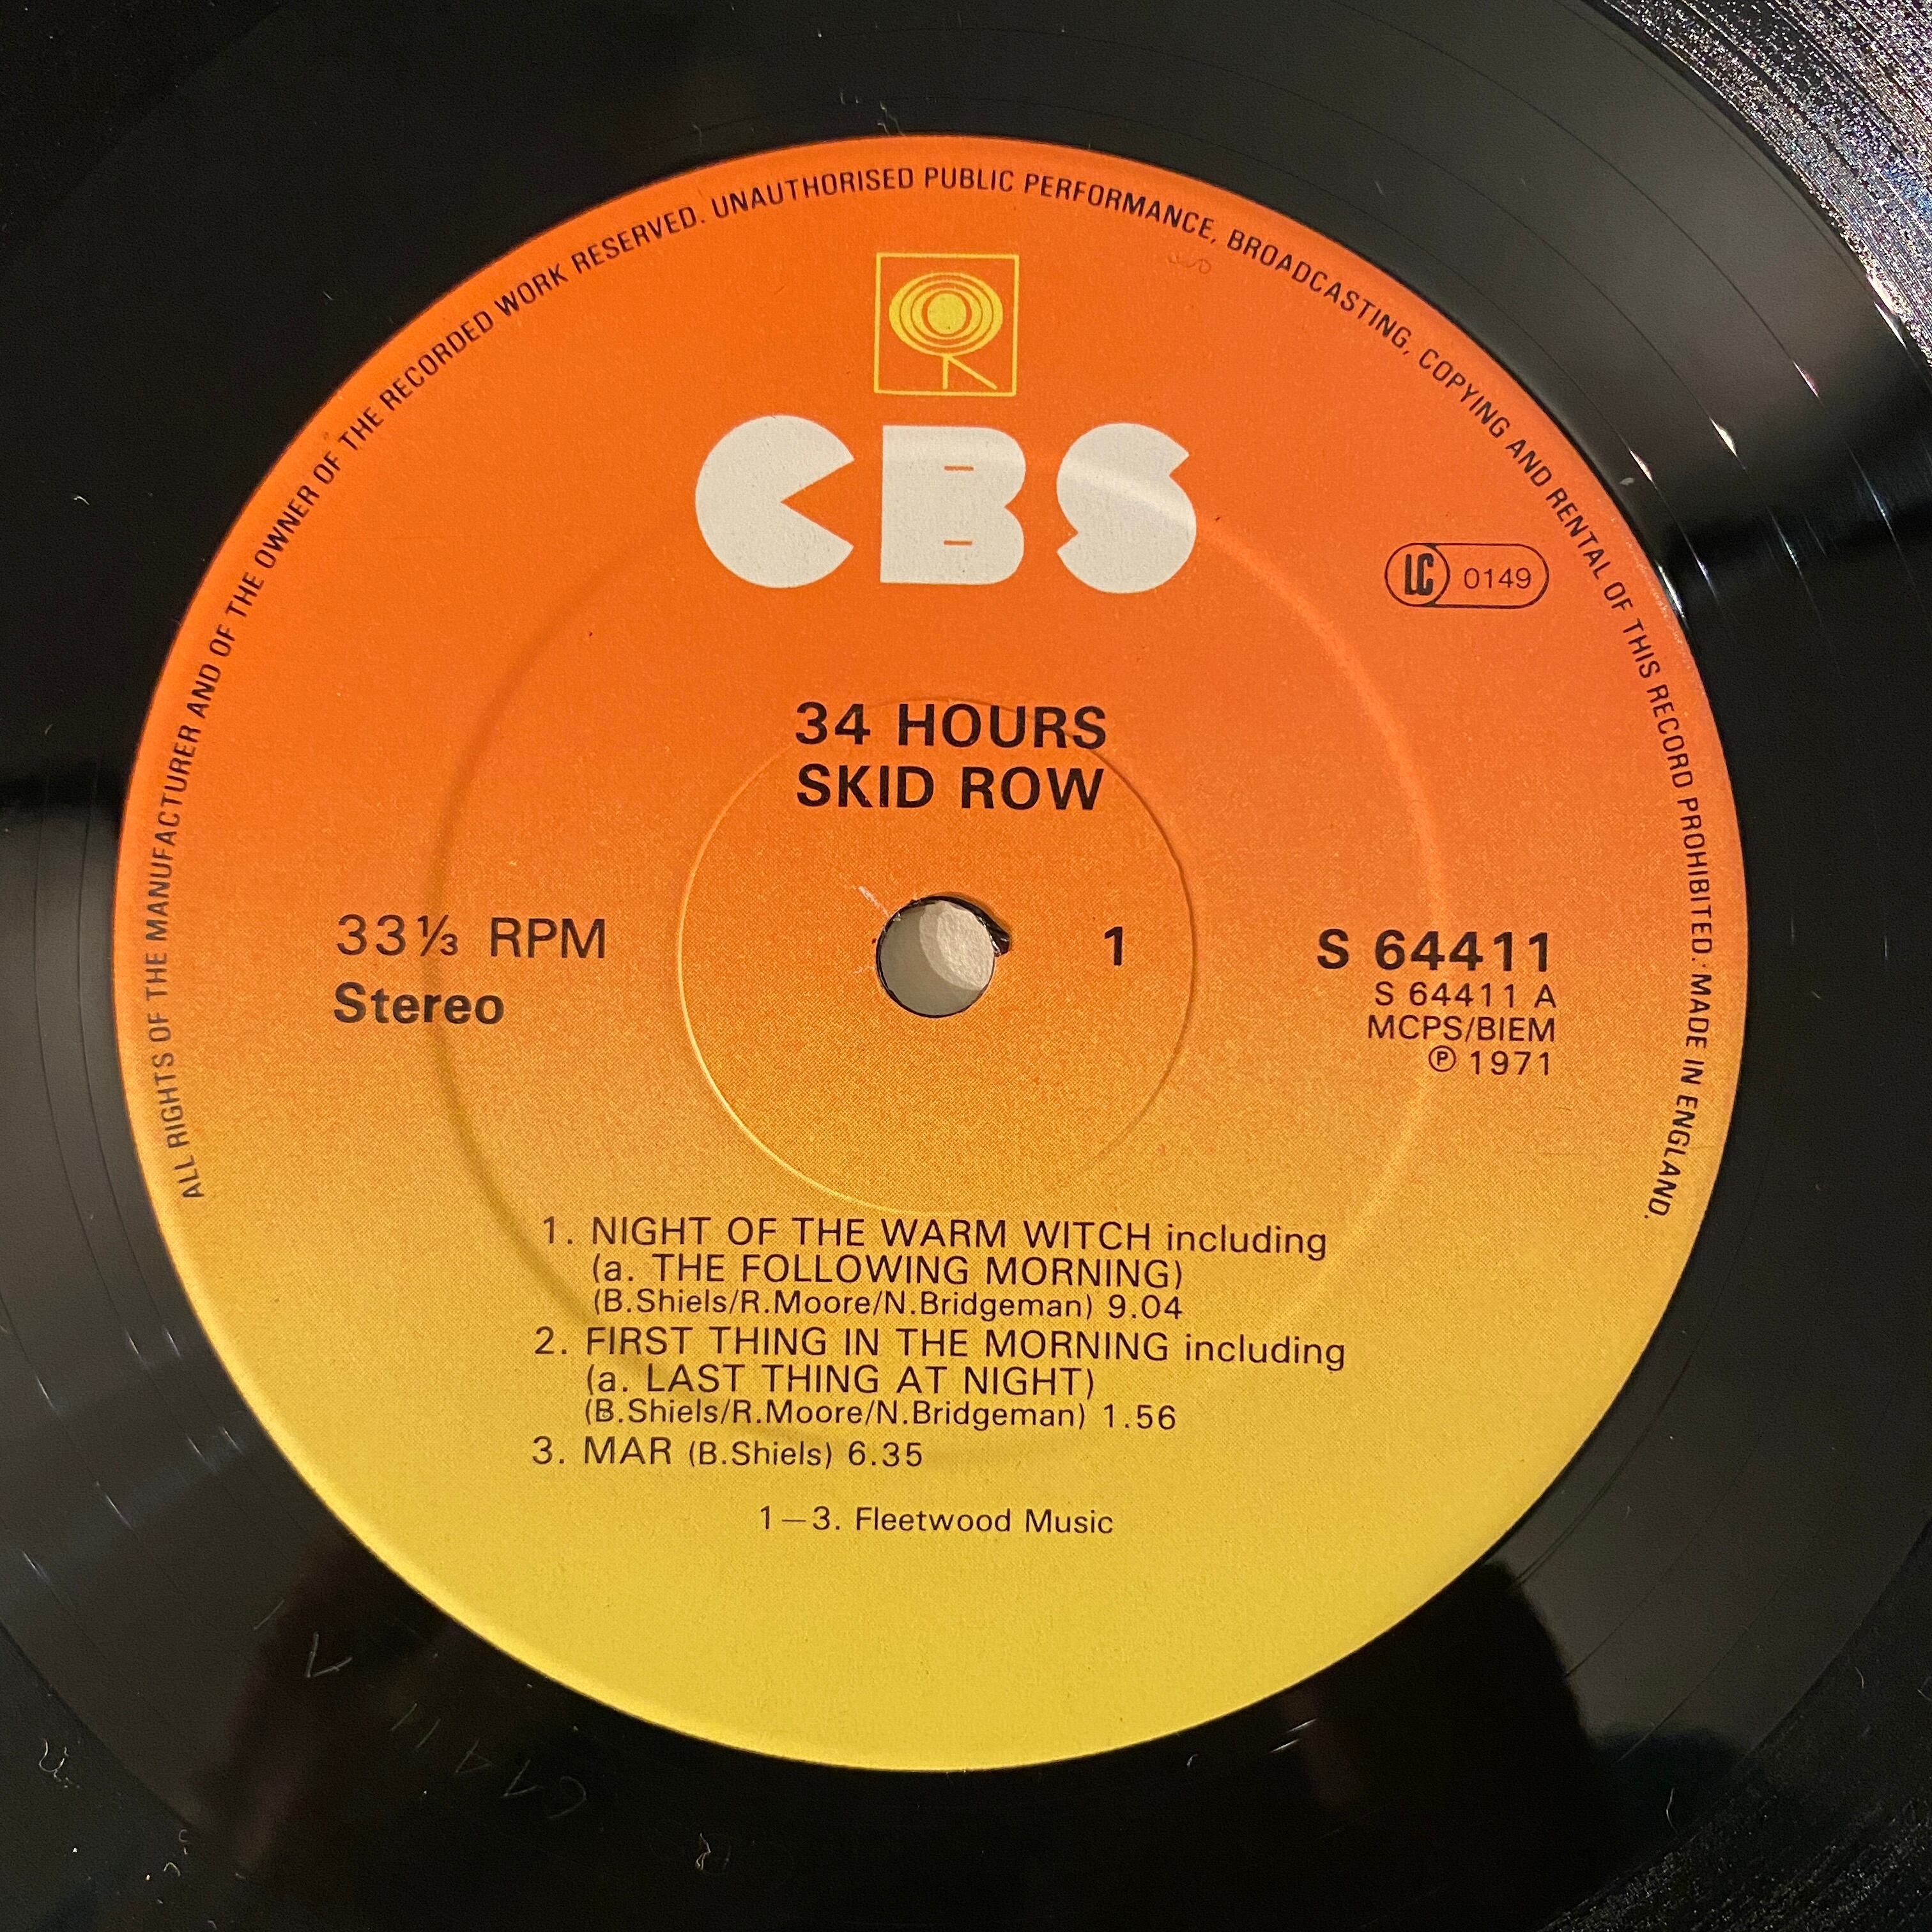 ALL RIGHTS OF THE MANUFACTURER AND OF THE OWNER OF THE RECORDED WORK RESERVED. UNAUTHORISED PUBLIC PERFORMANCE, BROADCASTING, COPYING AND RENTAL OF THIS RECORD PROHIBITED. MADE IN ENGLAND.
CBS
LC 0149
34 HOURS
SKID ROW
33⅓ RPM
Stereo
1
S 64411
S 64411 A
MCPS/BIEM
℗ 1971
1. NIGHT OF THE WARM WITCH including
(a. THE FOLLOWING MORNING)
(B.Shiels/R.Moore/N.Bridgeman) 9.04
2. FIRST THING IN THE MORNING including
(a. LAST THING AT NIGHT)
(B.Shiels/R.Moore/N.Bridgeman) 1.56
3. MAR (B.Shiels) 6.35
1—3. Fleetwood Music